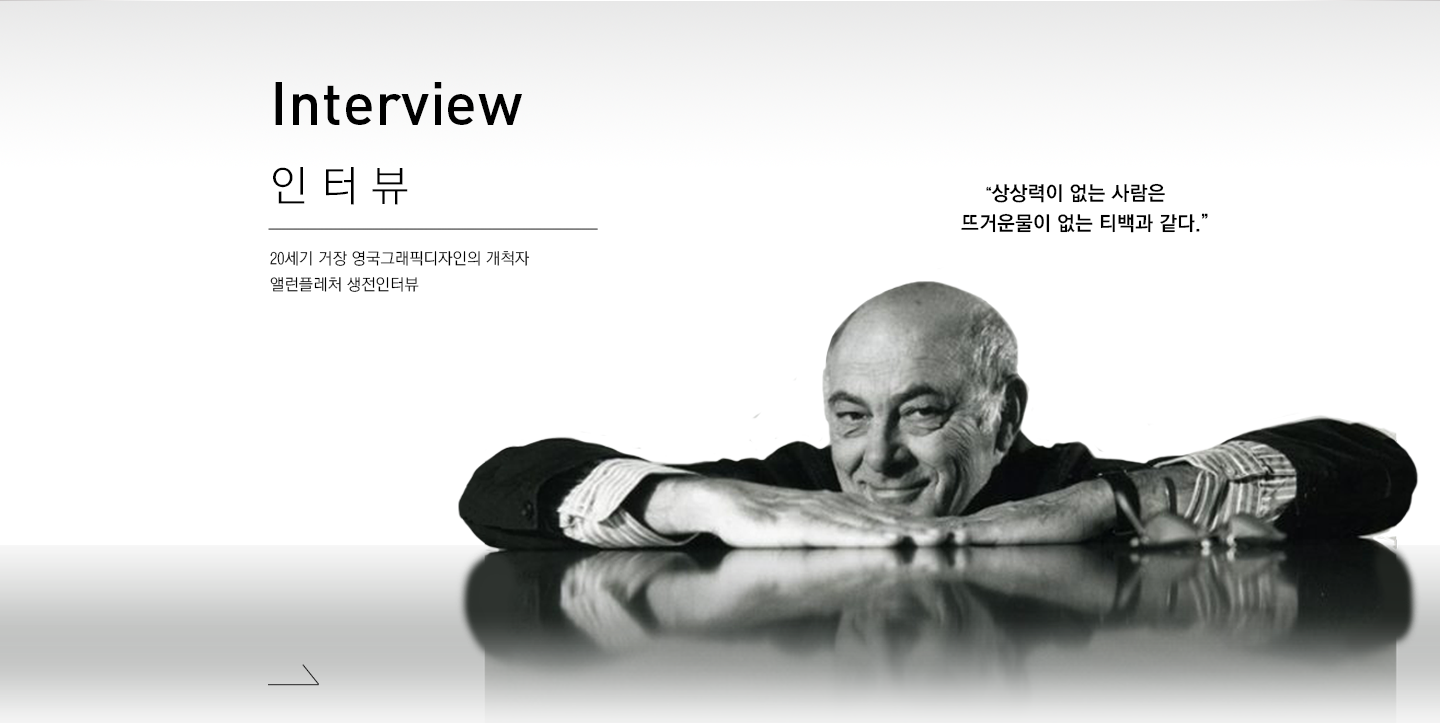 Interview
인터뷰
20세기 거장 영국그래픽디자인의 개척자
앨런플레처 생전인터뷰
“상상력이 없는 사람은
뜨거운물이 없는 티백과 같다.”